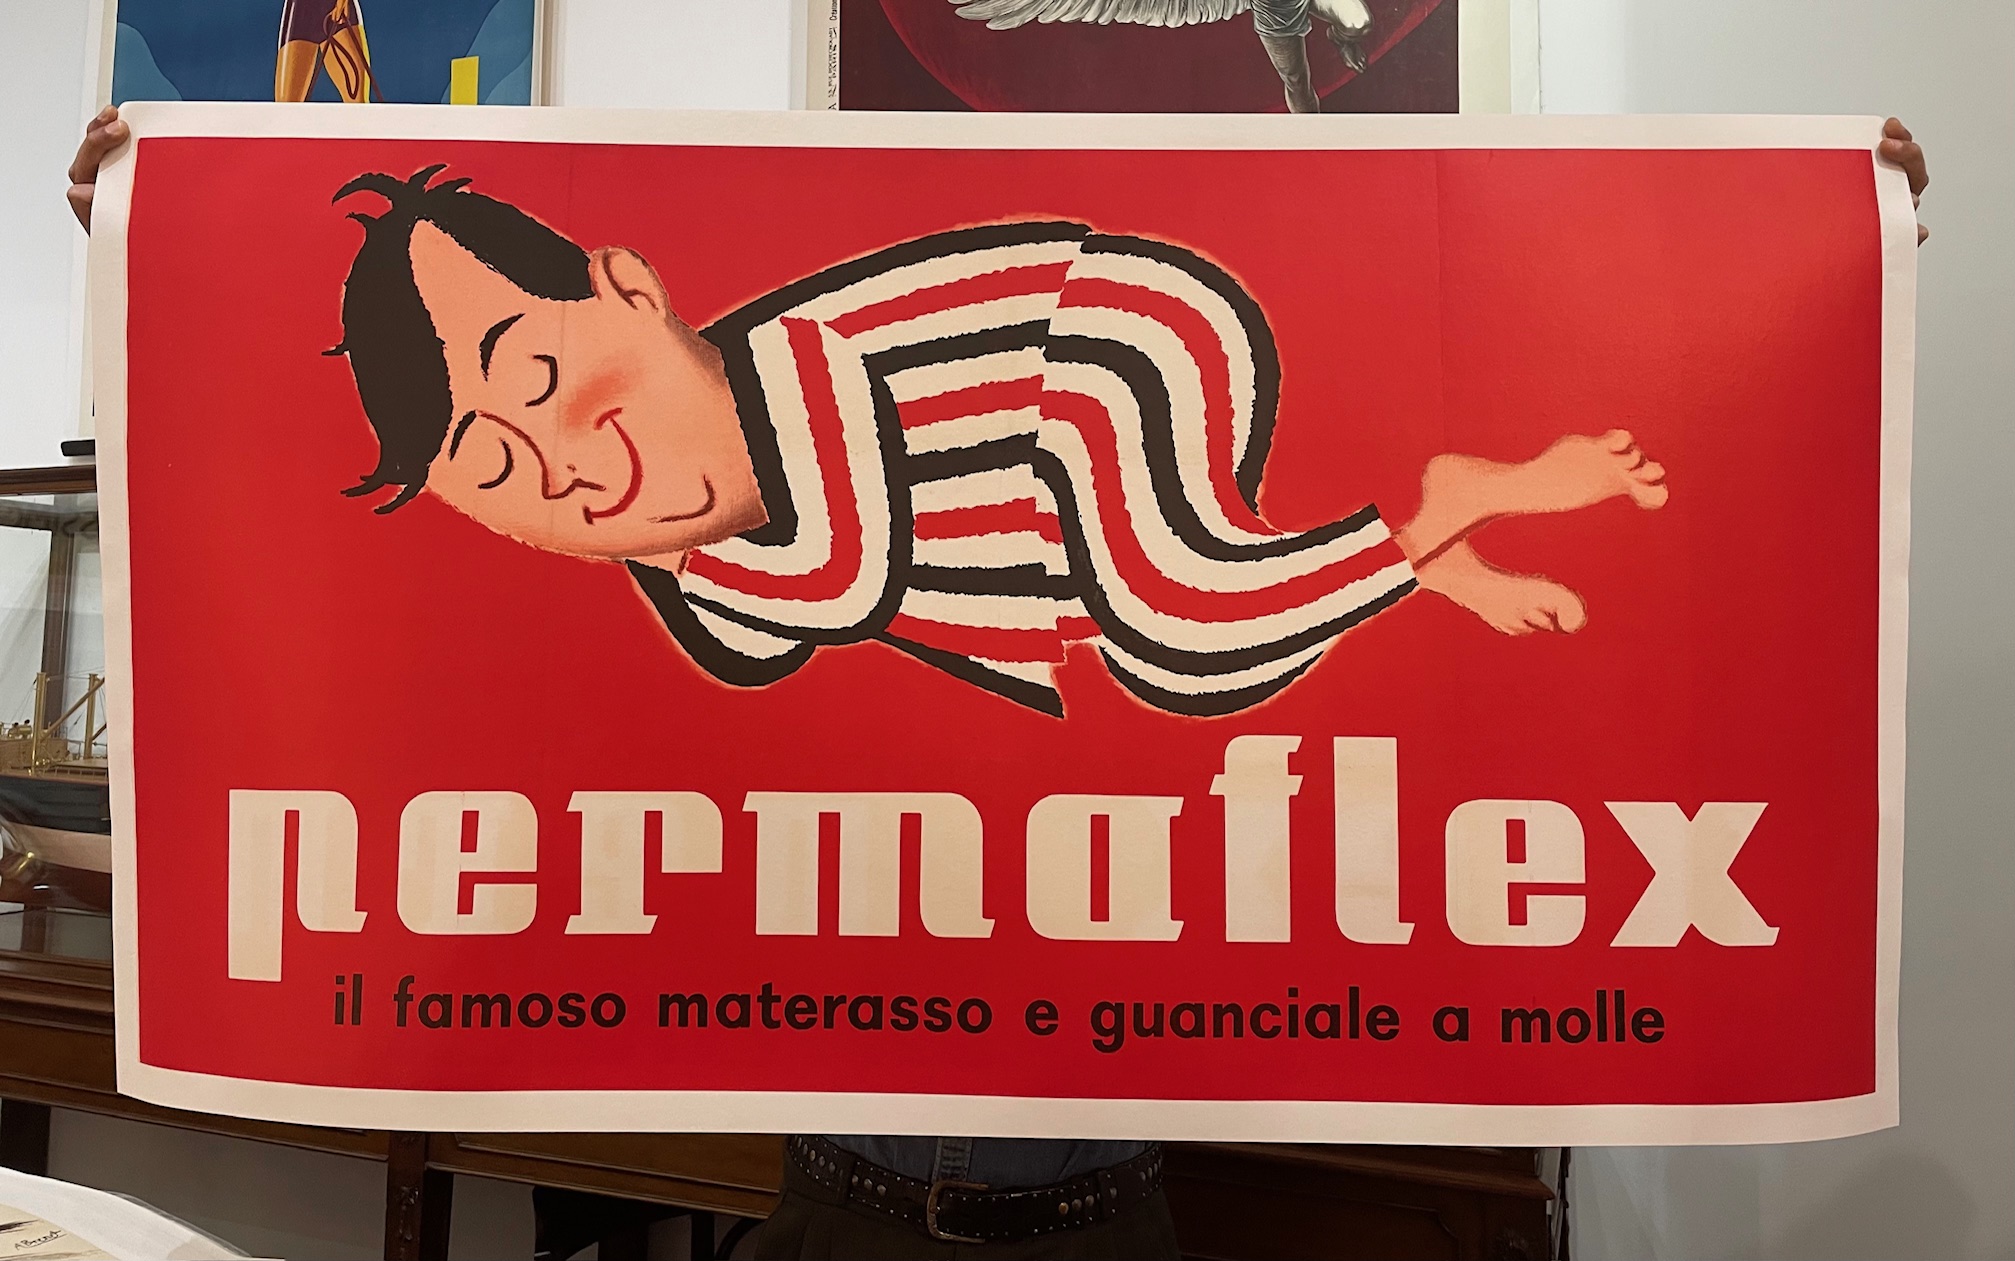 permaflex
il famoso materasso e guanciale a molle